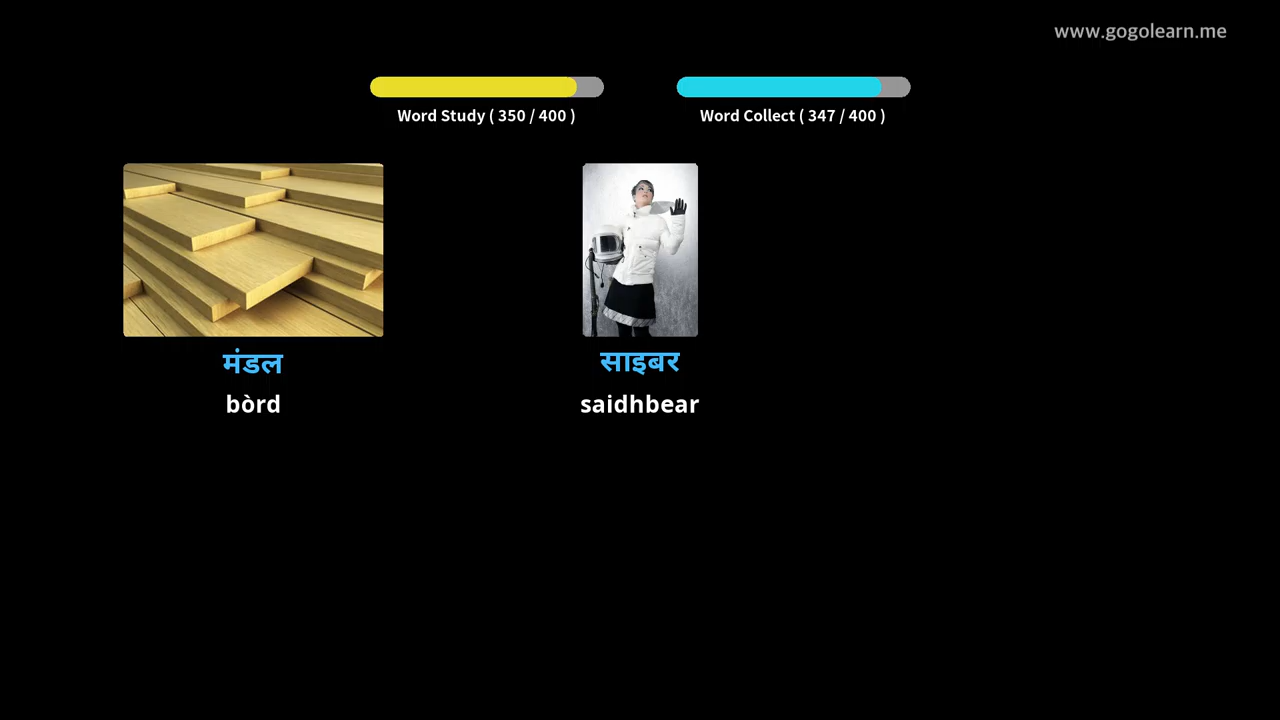 www.gogolearn.me
Word Study ( 350 / 400 )
Word Collect ( 347 / 400 )
मंडल
bòrd
साइबर
saidhbear